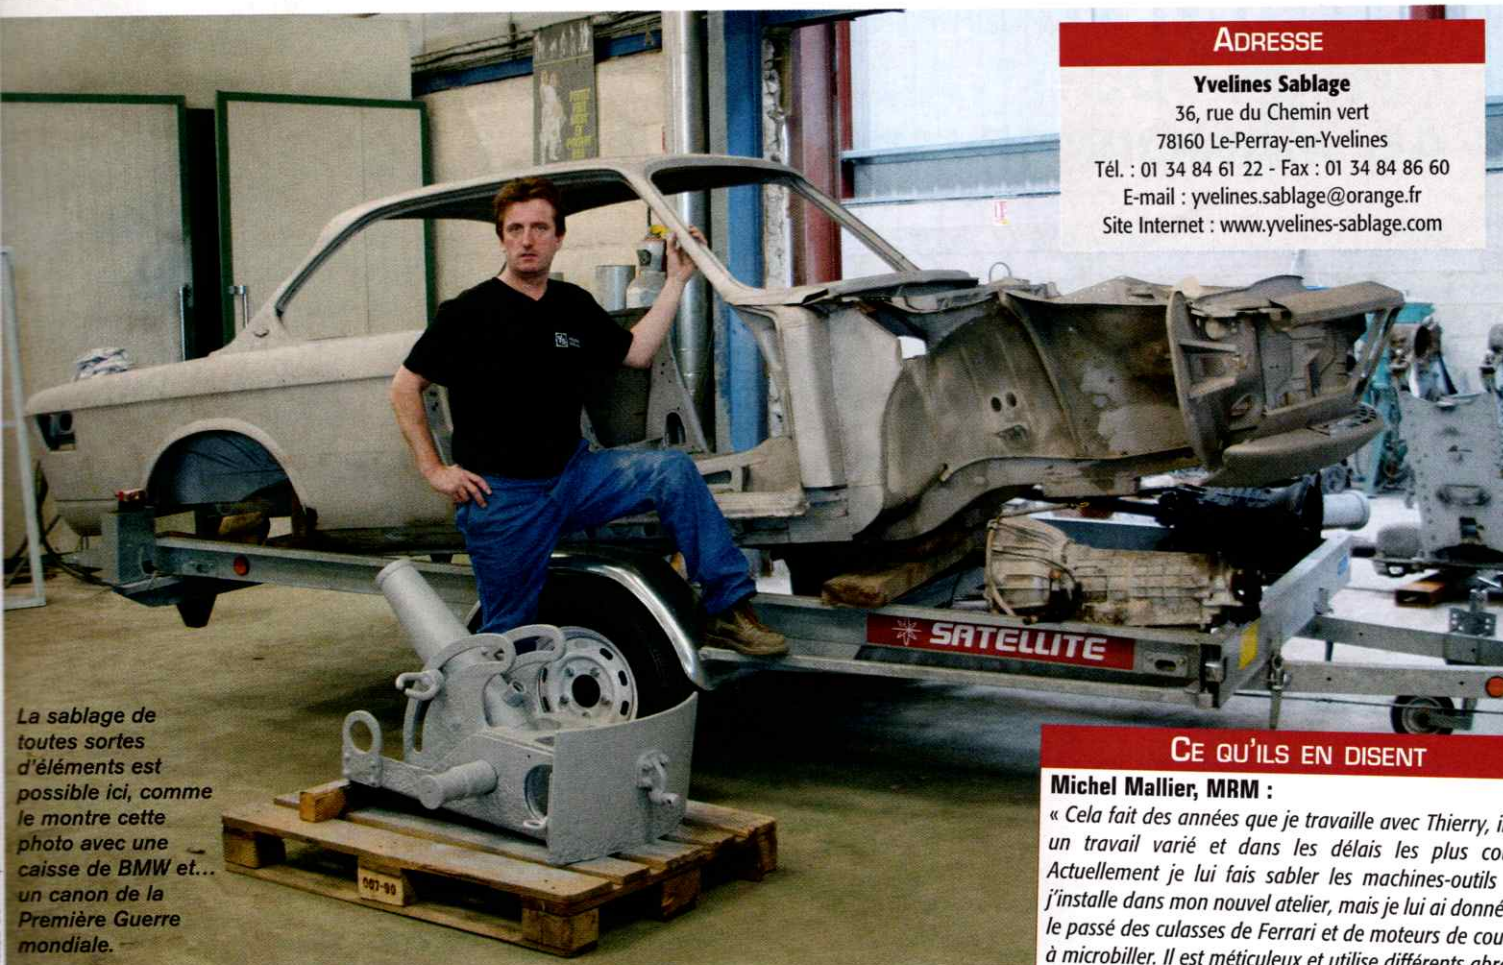 ADRESSE
Yvelines Sablage
36, rue du Chemin vert
78160 Le-Perray-en-Yvelines
Tél. : 01 34 84 61 22 - Fax : 01 34 84 86 60
E-mail : yvelines.sablage@orange.fr
Site Internet : www.yvelines-sablage.com
SATELLITE
007-99
La sablage de
toutes sortes
d'éléments est
possible ici, comme
le montre cette
photo avec une
caisse de BMW et...
un canon de la
Première Guerre
mondiale.
CE QU'ILS EN DISENT
Michel Mallier, MRM :
« Cela fait des années que je travaille avec Thierry,
un travail varié et dans les délais les plus
Actuellement je lui fais sabler les machines-outils
j'installe dans mon nouvel atelier, mais je lui ai donné
le passé des culasses de Ferrari et de moteurs de
à microbiller. Il est méticuleux et utilise différents